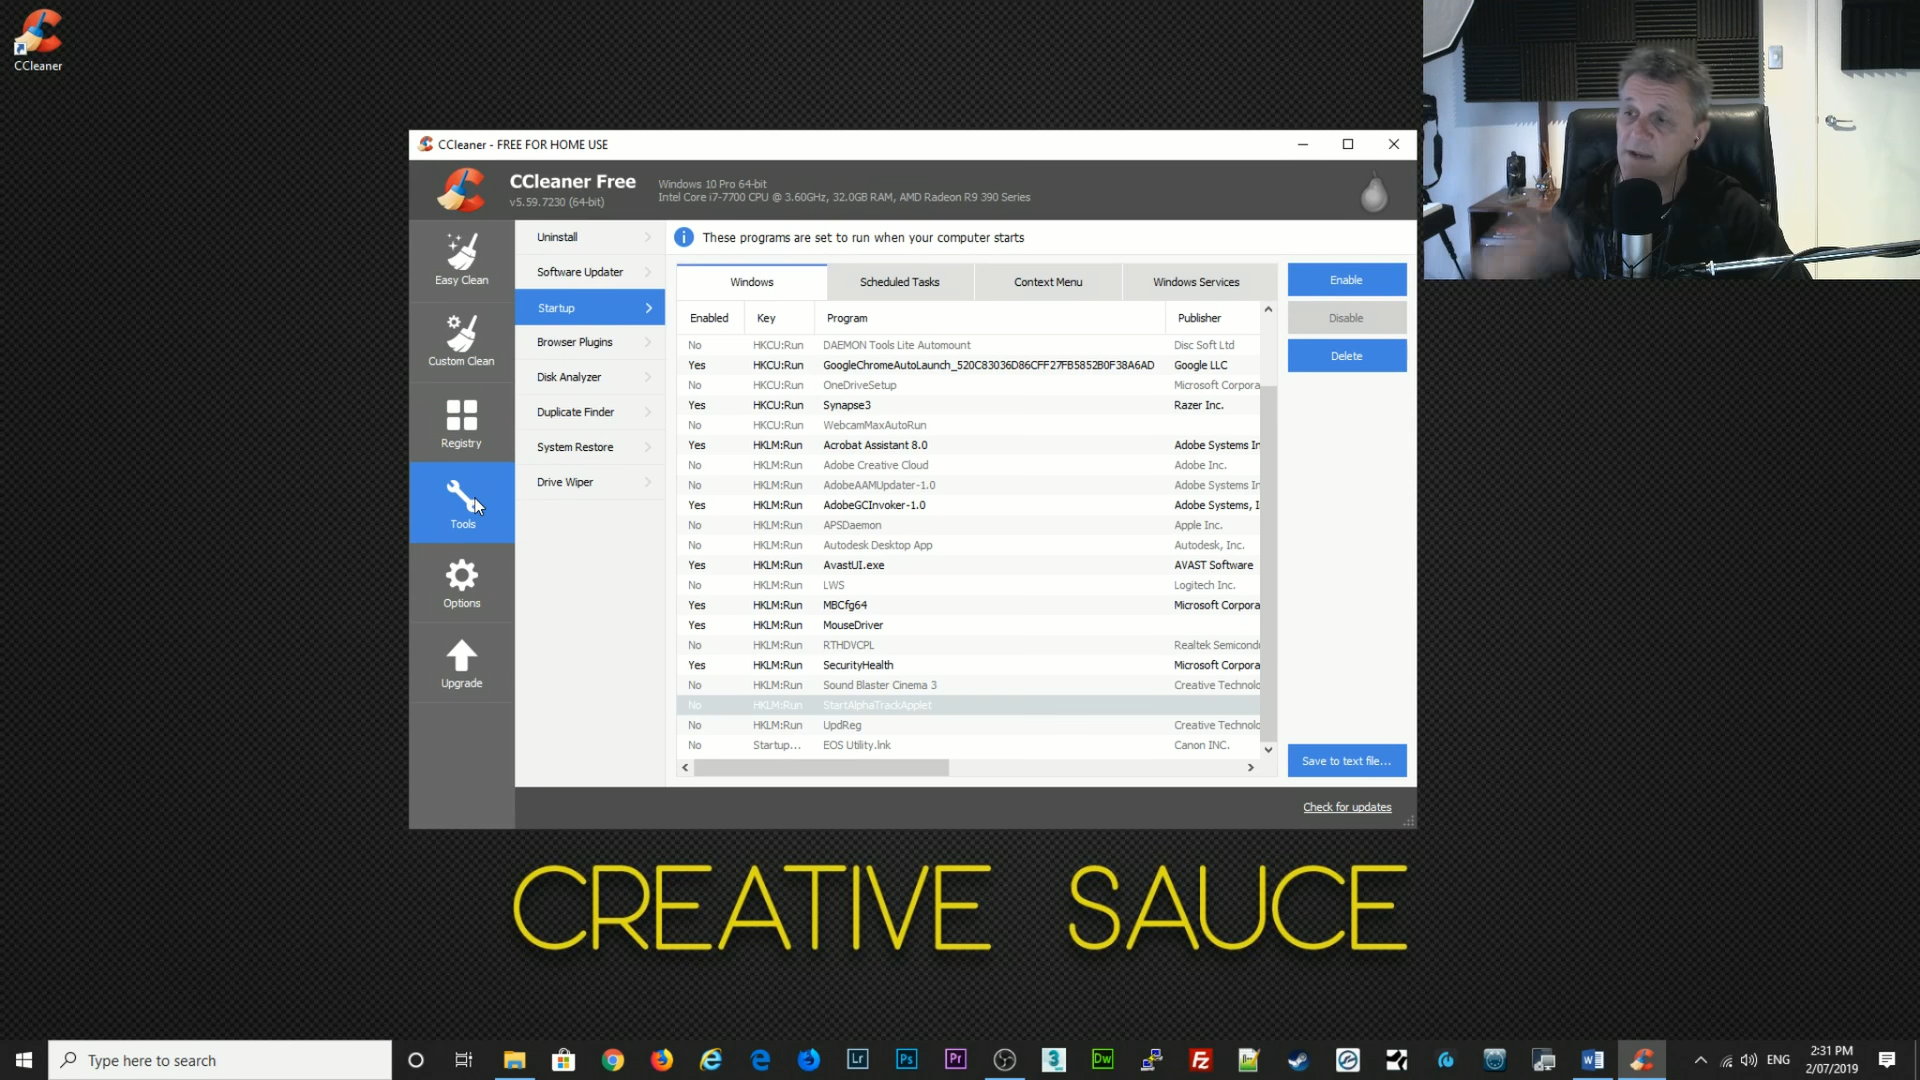 CCleaner
CCleaner - FREE FOR HOME USE
CCleaner Free
v5.59.7230 (64-bit)
Windows 10 Pro 64-bit
Intel Core i7-7700 CPU @ 3.60GHz, 32.0GB RAM, AMD Radeon R9 390 Series
Easy Clean
Custom Clean
Registry
Tools
Options
Upgrade
Uninstall
Software Updater
Startup
Browser Plugins
Disk Analyzer
Duplicate Finder
System Restore
Drive Wiper
These programs are set to run when your computer starts
Windows Scheduled Tasks Context Menu Windows Services
Enabled Key Program Publisher
No HKCU:Run DAEMON Tools Lite Automount Disc Soft Ltd
Yes HKCU:Run GoogleChromeAutoLaunch_520C83036D86CFF27FB5852B0F38A6AD Google LLC
No HKCU:Run OneDriveSetup Microsoft Corpora
Yes HKCU:Run Synapse3 Razer Inc.
No HKCU:Run WebcamMaxAutoRun
Yes HKLM:Run Acrobat Assistant 8.0 Adobe Systems In
No HKLM:Run Adobe Creative Cloud Adobe Inc.
No HKLM:Run AdobeAAMUpdater-1.0 Adobe Systems In
Yes HKLM:Run AdobeGCInvoker-1.0 Adobe Systems, I
No HKLM:Run APSDaemon Apple Inc.
No HKLM:Run Autodesk Desktop App Autodesk, Inc.
Yes HKLM:Run AvastUI.exe AVAST Software
No HKLM:Run LWS Logitech Inc.
Yes HKLM:Run MBCfg64 Microsoft Corpora
Yes HKLM:Run MouseDriver
No HKLM:Run RTHDVCPL Realtek Semicond
Yes HKLM:Run SecurityHealth Microsoft Corpora
No HKLM:Run Sound Blaster Cinema 3 Creative Technolo
No HKLM:Run StartAlphaTrackApplet
No HKLM:Run UpdReg Creative Technolo
No Startup... EOS Utility.lnk Canon INC.
Enable
Disable
Delete
Save to text file...
Check for updates
CREATIVE SAUCE
Type here to search
Lr Ps Pr 3 Dw Fz
ENG
2:31 PM
2/07/2019